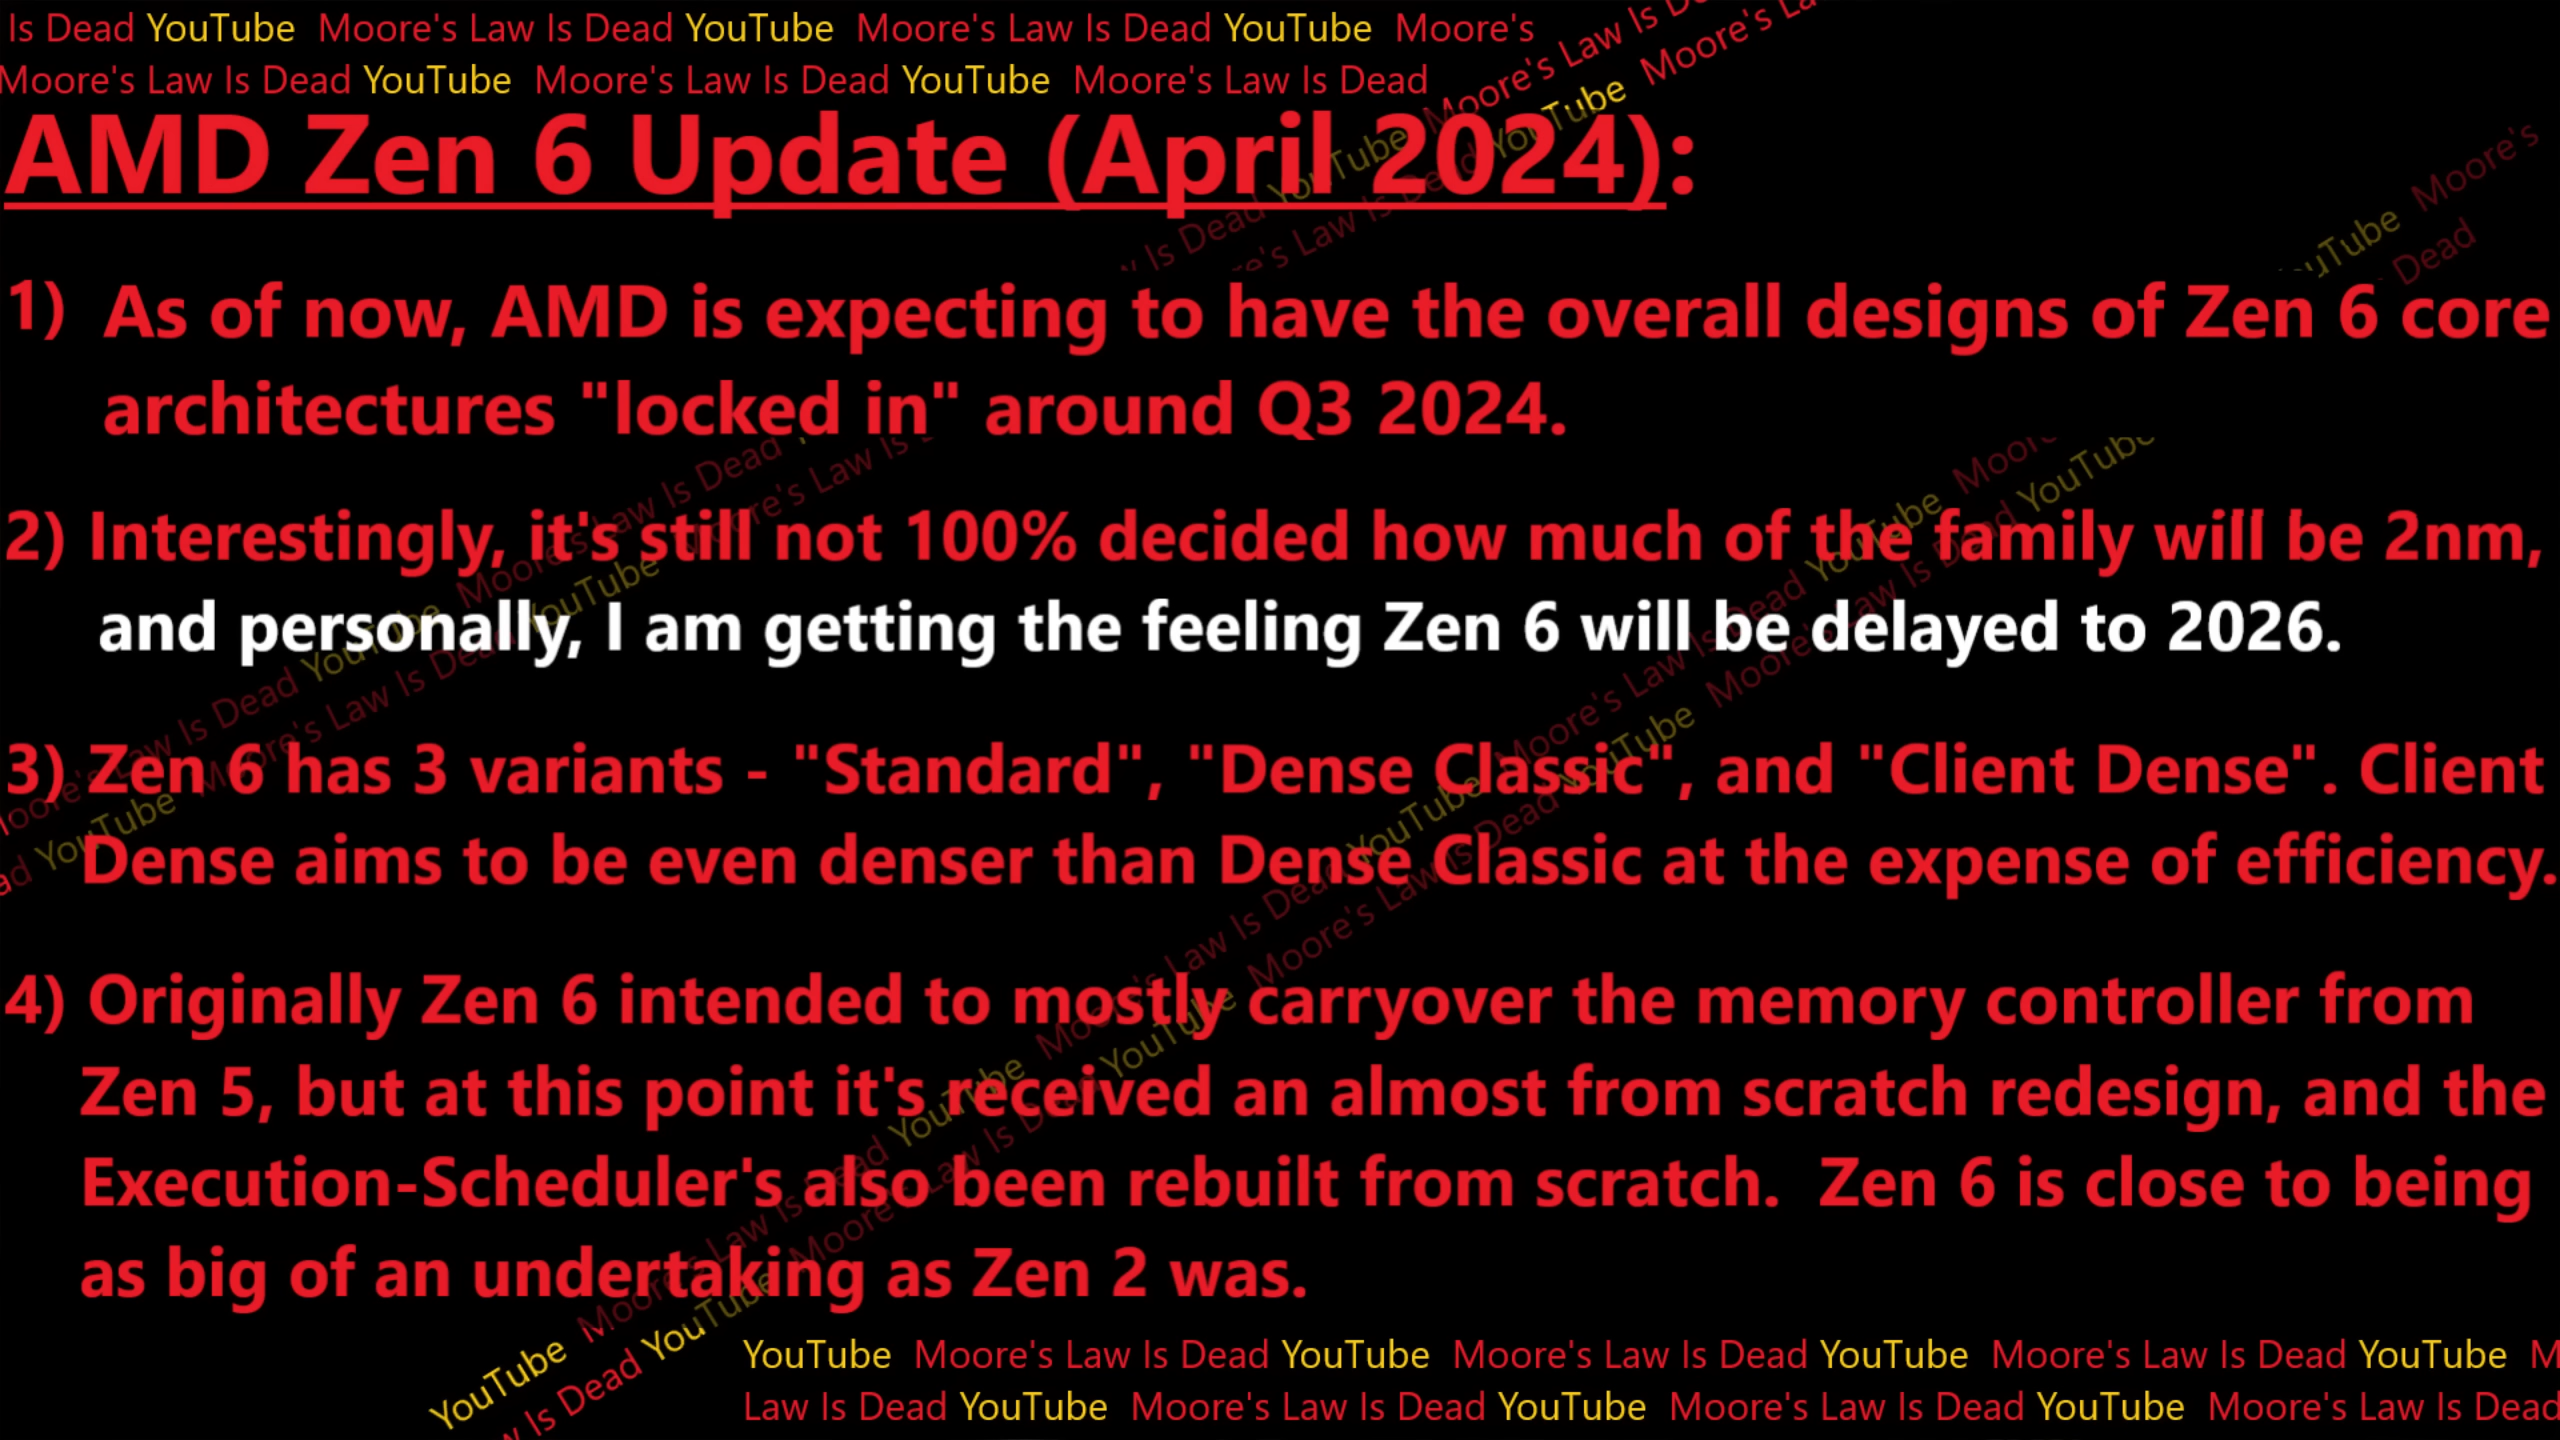 Is Dead YouTube Moore's Law Is Dead YouTube Moore's Law Is Dead YouTube Moore's
Moore's Law Is Dead YouTube Moore's Law Is Dead YouTube Moore's Law Is Dead
AMD Zen 6 Update (April 2024):
1) As of now, AMD is expecting to have the overall designs of Zen 6 core
architectures "locked in" around Q3 2024.
2) Interestingly, it's still not 100% decided how much of the family will be 2nm,
and personally, I am getting the feeling Zen 6 will be delayed to 2026.
3) Zen 6 has 3 variants - "Standard", "Dense Classic", and "Client Dense". Client
Dense aims to be even denser than Dense Classic at the expense of efficiency.
4) Originally Zen 6 intended to mostly carryover the memory controller from
Zen 5, but at this point it's received an almost from scratch redesign, and the
Execution-Scheduler's also been rebuilt from scratch. Zen 6 is close to being
as big of an undertaking as Zen 2 was.
YouTube Moore's Law Is Dead YouTube Moore's Law Is Dead YouTube Moore's Law Is Dead YouTube M
Law Is Dead YouTube Moore's Law Is Dead YouTube Moore's Law Is Dead YouTube Moore's Law Is Dead